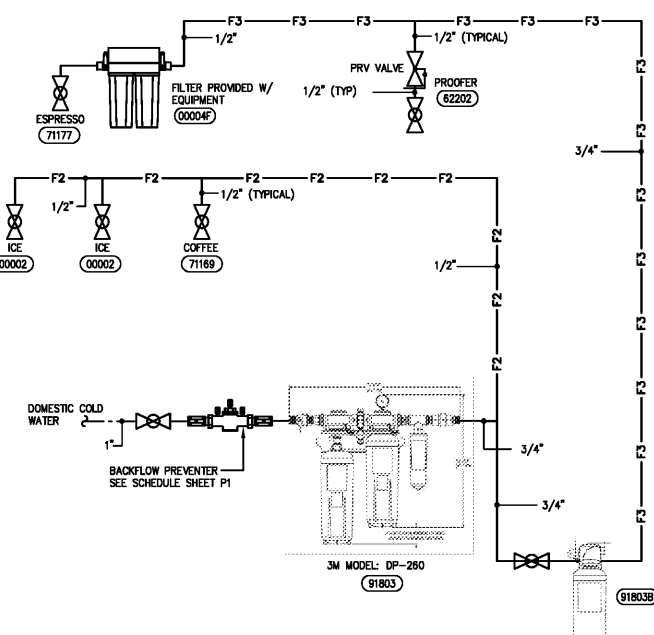 F3 F3 F3 F3 F3 F3
1/2"
1/2" (TYPICAL)
PRV VALVE
1/2" (TYP)
PROOFER
62202
FILTER PROVIDED W/
EQUIPMENT
00004F
ESPRESSO
71177
F3
F3
3/4"
F2 F2 F2 F2 F2 F2
1/2"
1/2" (TYPICAL)
ICE
00002
ICE
00002
COFFEE
71169
F2
1/2"
F2
F2
F3
F3
F3
F3
F3
DOMESTIC COLD
WATER
1"
BACKFLOW PREVENTER
SEE SCHEDULE SHEET P1
3/4"
3/4"
3M MODEL: DP-260
91803
91803B